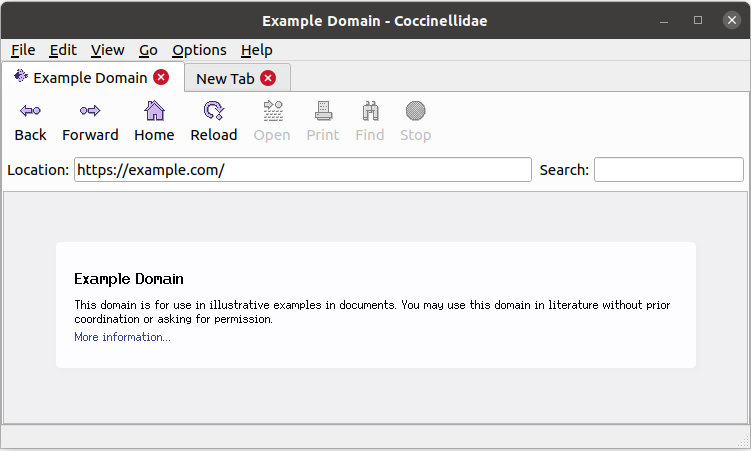 Example Domain - Coccinellidae
File Edit View Go Options Help
Example Domain New Tab
Back Forward Home Reload Open Print Find Stop
Location: https://example.com/ Search:
Example Domain
This domain is for use in illustrative examples in documents. You may use this domain in literature without prior
coordination or asking for permission.
More information...